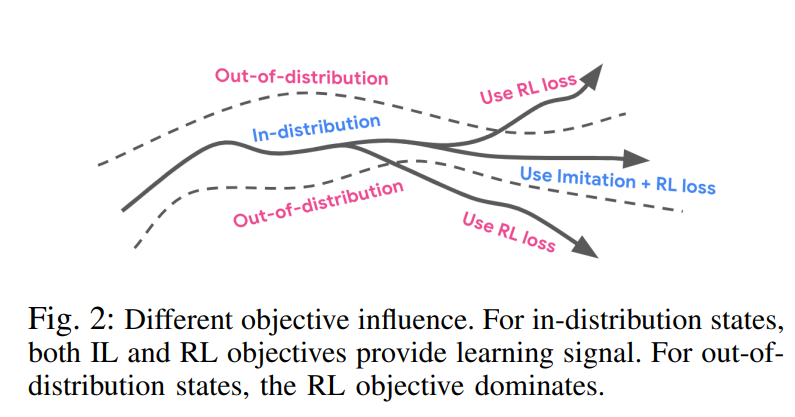 Out-of-distribution
Use RL loss
In-distribution
Use Imitation + RL loss
Out-of-distribution
Use RL loss
Fig. 2: Different objective influence. For in-distribution states,
both IL and RL objectives provide learning signal. For out-of-
distribution states, the RL objective dominates.